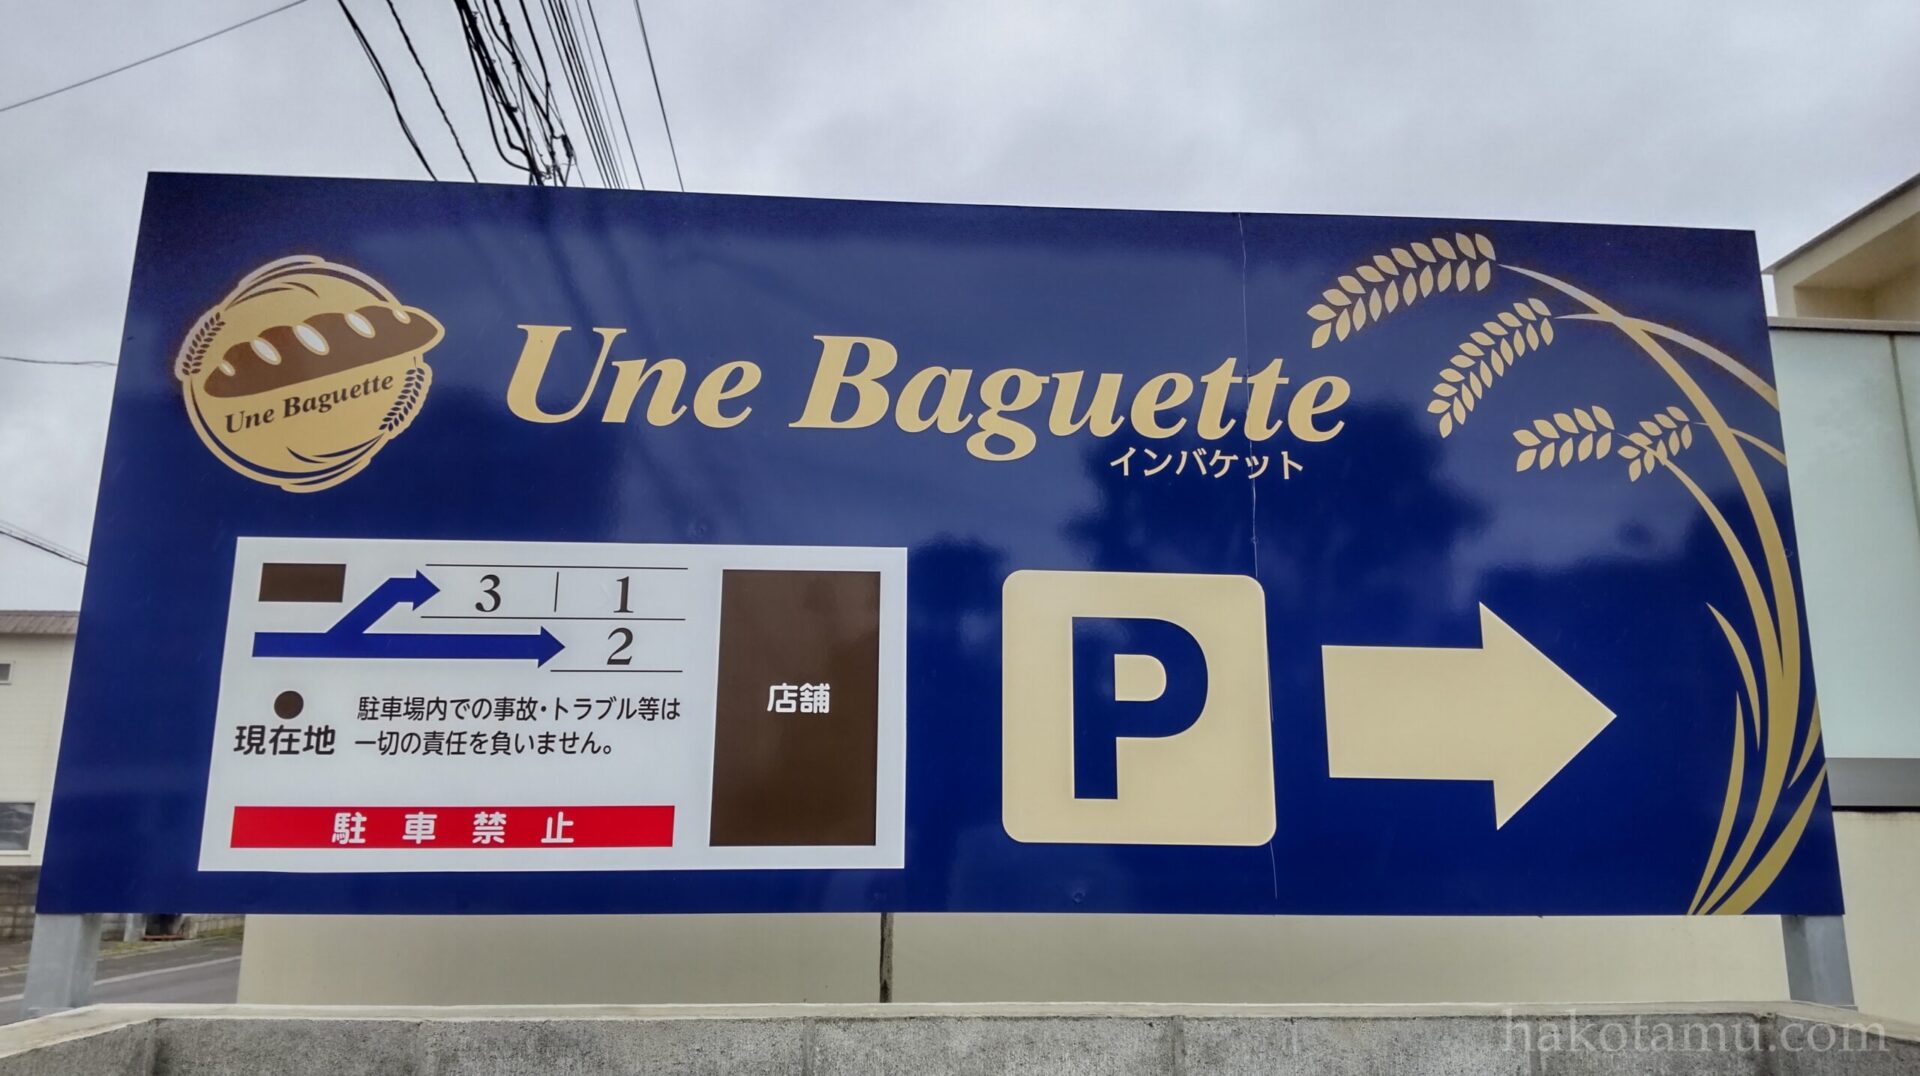 Une Baguette
Une Baguette
インバケット
3 1
2
現在地
駐車場内での事故・トラブル等は
一切の責任を負いません。
店舗
駐車禁止
P
hakotamu.com